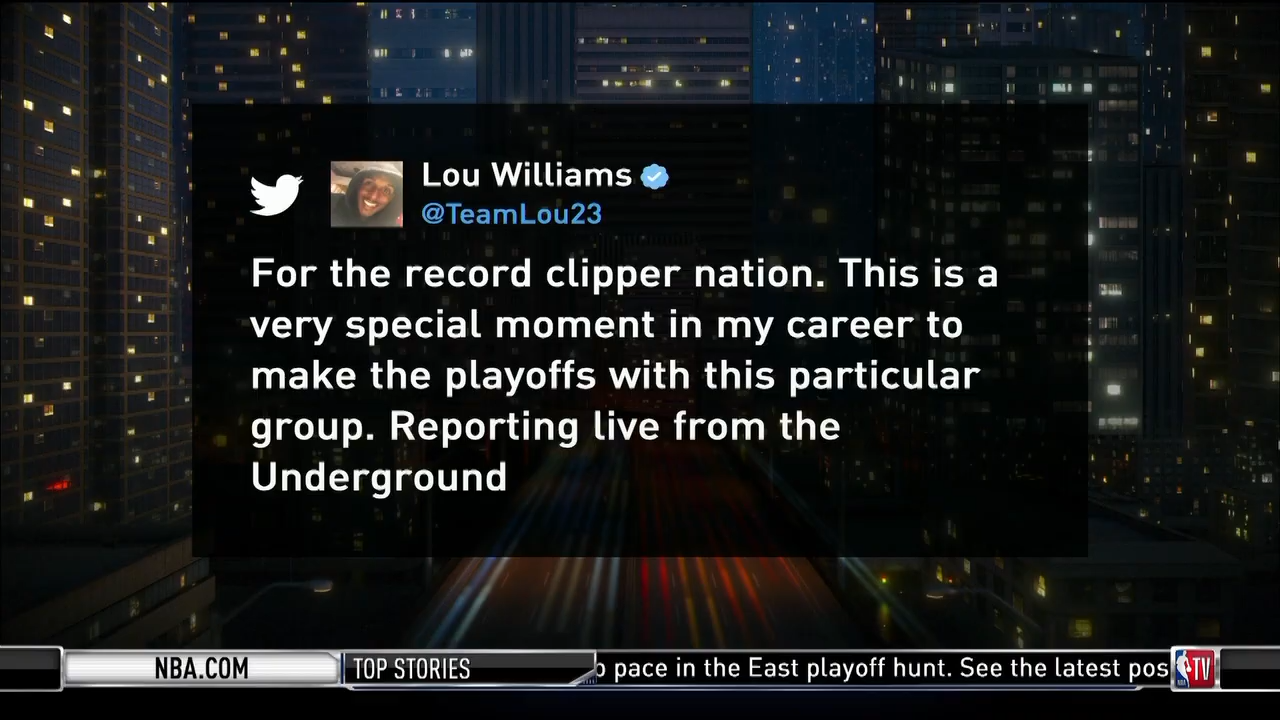 Lou Williams
@TeamLou23
For the record clipper nation. This is a
very special moment in my career to
make the playoffs with this particular
group. Reporting live from the
Underground
NBA.COM
TOP STORIES
pace in the East playoff hunt. See the latest pos
TV